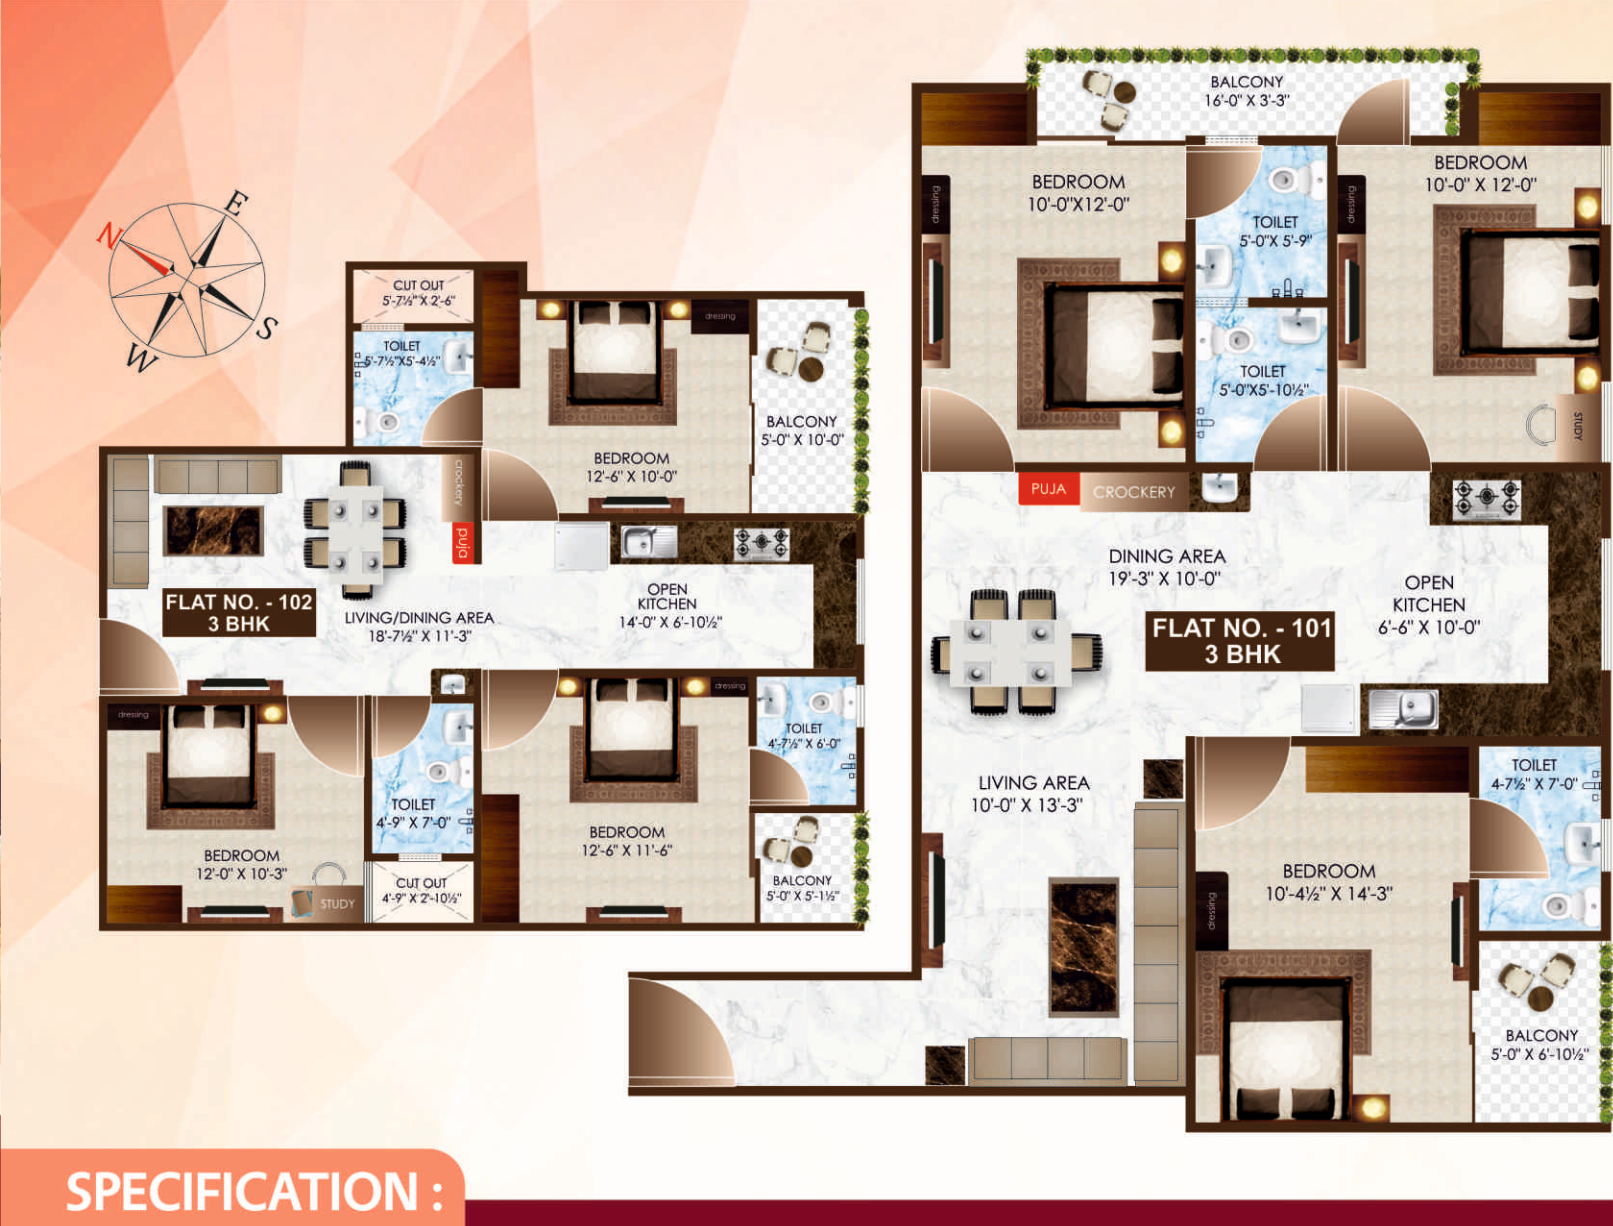 N
E
S
W
CUT OUT
5'-7½" X 2'-6"
TOILET
5'-7½"X5'-4½"
dressing
BALCONY
5'-0" X 10'-0"
BEDROOM
12'-6" X 10'-0"
crockery
puja
FLAT NO. - 102
3 BHK
LIVING/DINING AREA
18'-7½" X 11'-3"
OPEN
KITCHEN
14'-0" X 6'-10½"
dressing
BEDROOM
12'-0" X 10'-3"
STUDY
TOILET
4'-9" X 7'-0"
CUT OUT
4'-9" X 2'-10½"
dressing
BEDROOM
12'-6" X 11'-6"
TOILET
4'-7½" X 6'-0"
BALCONY
5'-0" X 5'-1½"
BALCONY
16'-0" X 3'-3"
BEDROOM
10'-0"X12'-0"
dressing
TOILET
5'-0"X 5'-9"
TOILET
5'-0"X5'-10½"
BEDROOM
10'-0" X 12'-0"
dressing
STUDY
PUJA
CROCKERY
DINING AREA
19'-3" X 10'-0"
FLAT NO. - 101
3 BHK
OPEN
KITCHEN
6'-6" X 10'-0"
LIVING AREA
10'-0" X 13'-3"
TOILET
4-7½" X 7'-0"
BEDROOM
10'-4½" X 14'-3"
dressing
BALCONY
5'-0" X 6'-10½"
SPECIFICATION :